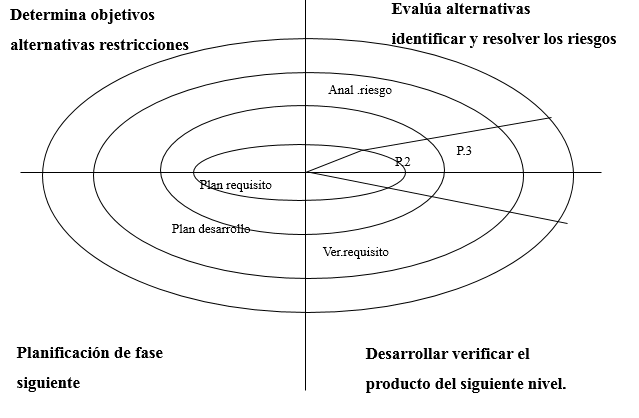 Determina objetivos
alternativas restricciones
Evalúa alternativas
identificar y resolver los riesgos
Anal .riesgo
P.2
P.3
Plan requisito
Plan desarrollo
Ver.requisito
Planificación de fase
siguiente
Desarrollar verificar el
producto del siguiente nivel.